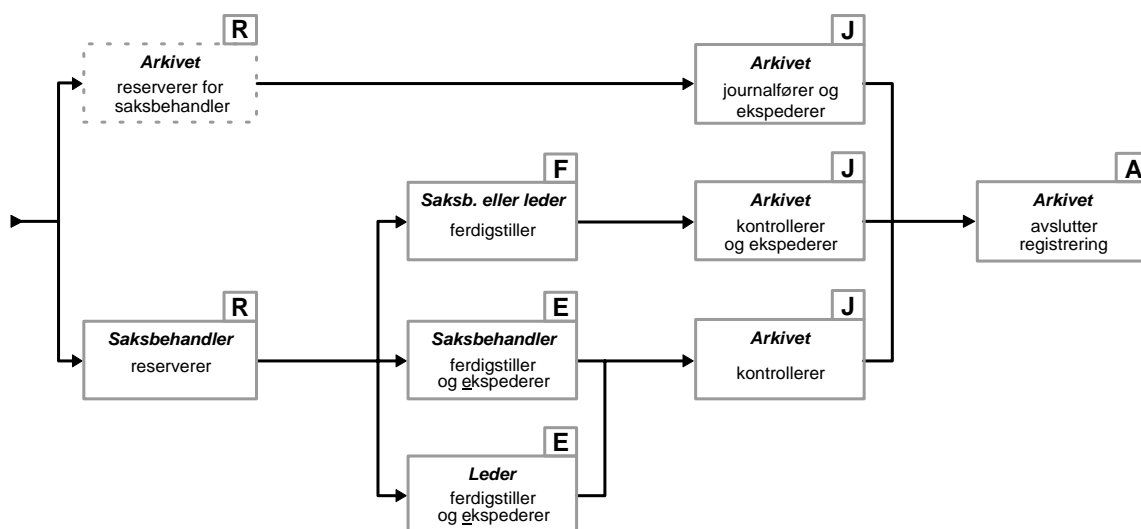 R
Arkivet
reserverer for
saksbehandler
J
Arkivet
journalfører og
ekspederer
F
Saksb. eller leder
ferdigstiller
J
Arkivet
kontrollerer
og ekspederer
A
Arkivet
avslutter
registrering
R
Saksbehandler
reserverer
E
Saksbehandler
ferdigstiller
og ekspederer
J
Arkivet
kontrollerer
E
Leder
ferdigstiller
og ekspederer